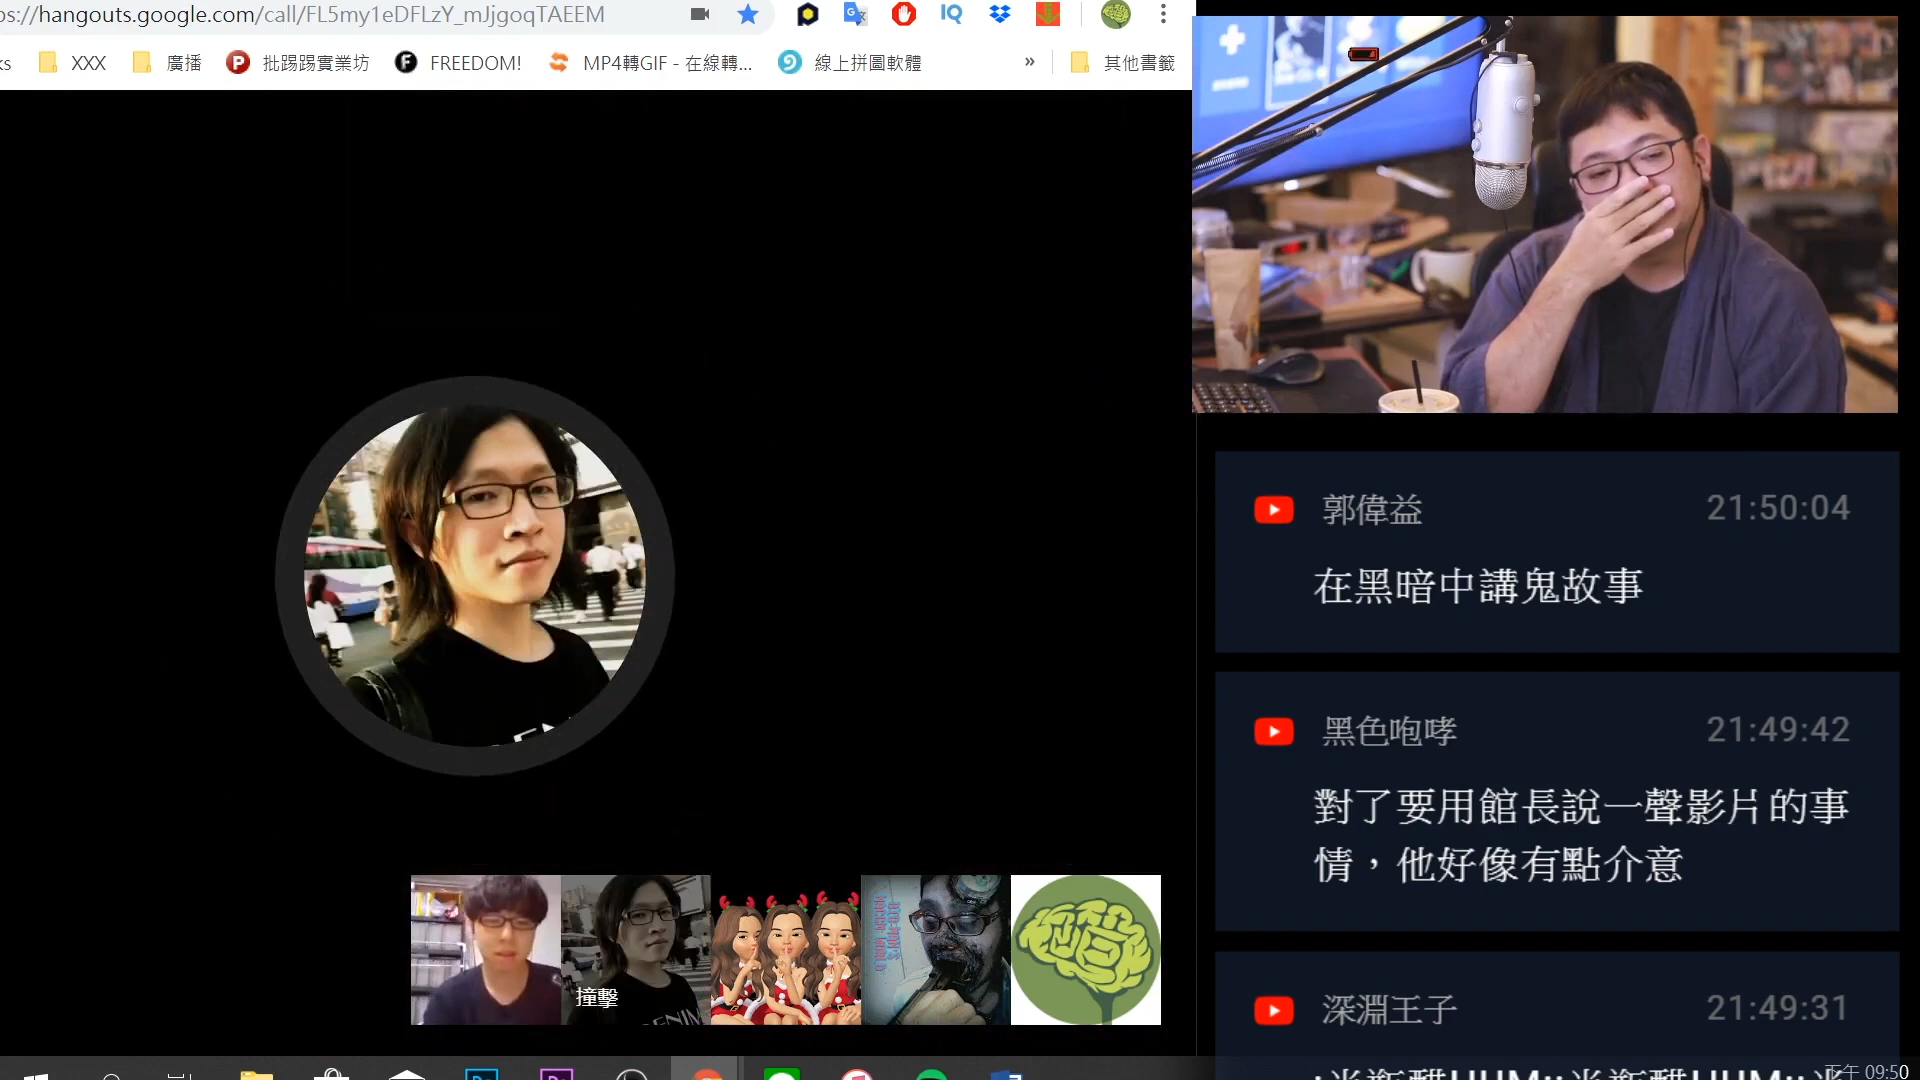 ps://hangouts.google.com/call/FL5my1eDFLzY_mJjgoqTAEEM
ks XXX 廣播 批踢踢實業坊 FREEDOM! MP4轉GIF - 在線轉... 線上拼圖軟體 » 其他書籤
郭偉益 21:50:04
在黑暗中講鬼故事
黑色咆哮 21:49:42
對了要用館長說一聲影片的事
情，他好像有點介意
撞擊
深淵王子 21:49:31
下午 09:50